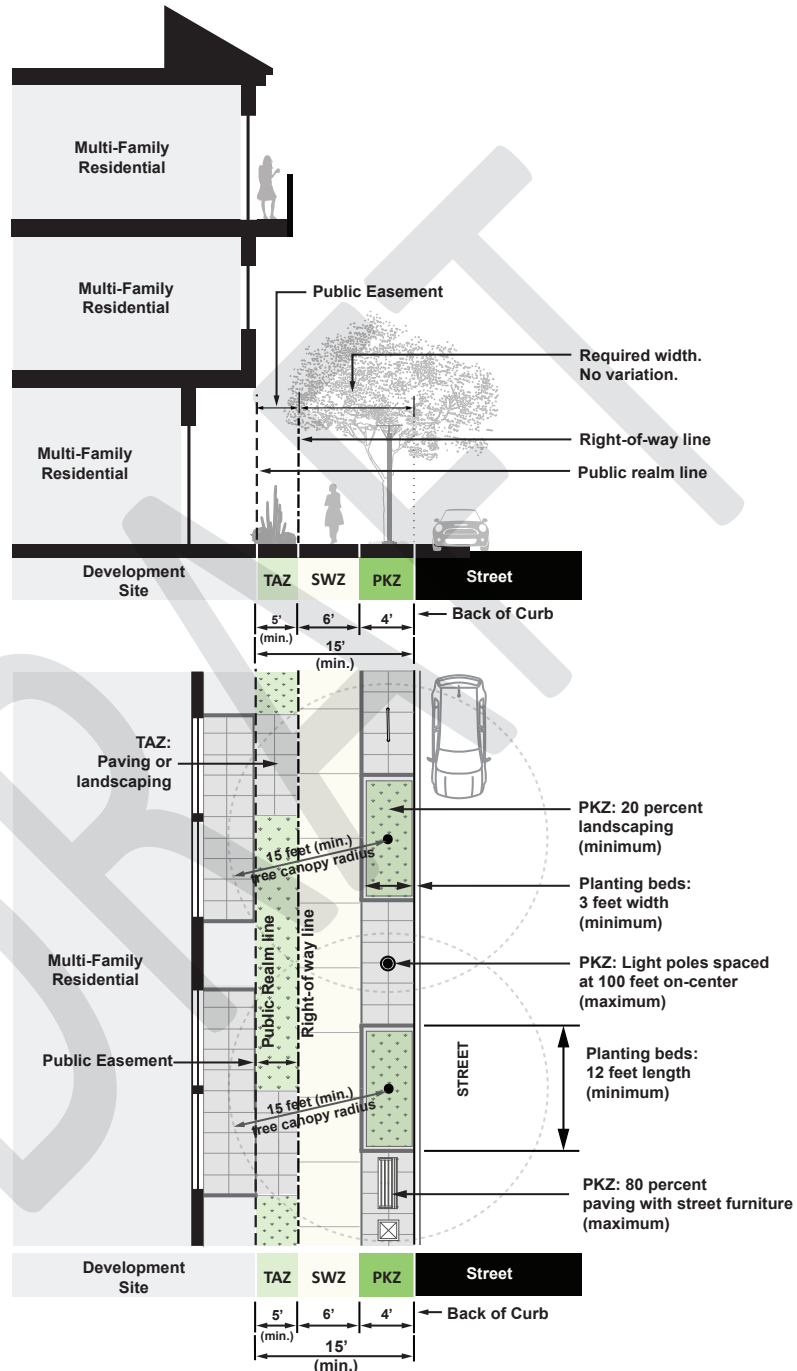 Multi-Family
Residential
Multi-Family
Residential
Public Easement
Required width.
No variation.
Right-of-way line
Multi-Family
Residential
Public realm line
Development
Site
TAZ
SWZ
PKZ
Street
Back of Curb
5'
(min.)
6'
4'
15'
(min.)
TAZ:
Paving or
landscaping
PKZ: 20 percent
landscaping
(minimum)
15 feet (min.)
free canopy radius
Planting beds:
3 feet width
(minimum)
Public Realm line
Right-of way line
Multi-Family
Residential
PKZ: Light poles spaced
at 100 feet on-center
(maximum)
Public Easement
STREET
Planting beds:
12 feet length
(minimum)
15 feet (min.)
free canopy radius
PKZ: 80 percent
paving with street furniture
(maximum)
Development
Site
TAZ
SWZ
PKZ
Street
Back of Curb
5'
(min.)
6'
4'
15'
(min.)
DRAFT